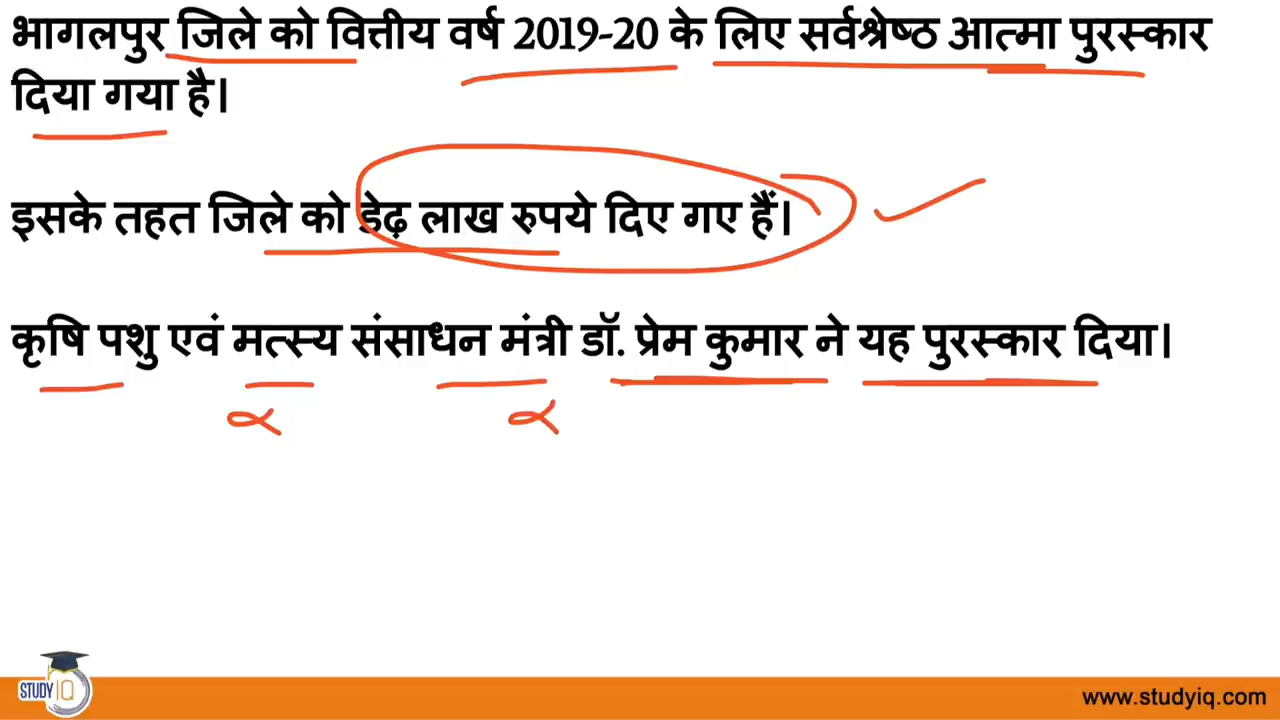 भागलपुर जिले को वित्तीय वर्ष 2019-20 के लिए सर्वश्रेष्ठ आत्मा पुरस्कार
दिया गया है।
इसके तहत जिले को डेढ़ लाख रुपये दिए गए हैं।
कृषि पशु एवं मत्स्य संसाधन मंत्री डॉ. प्रेम कुमार ने यह पुरस्कार दिया।
STUDY IQ
www.studyiq.com